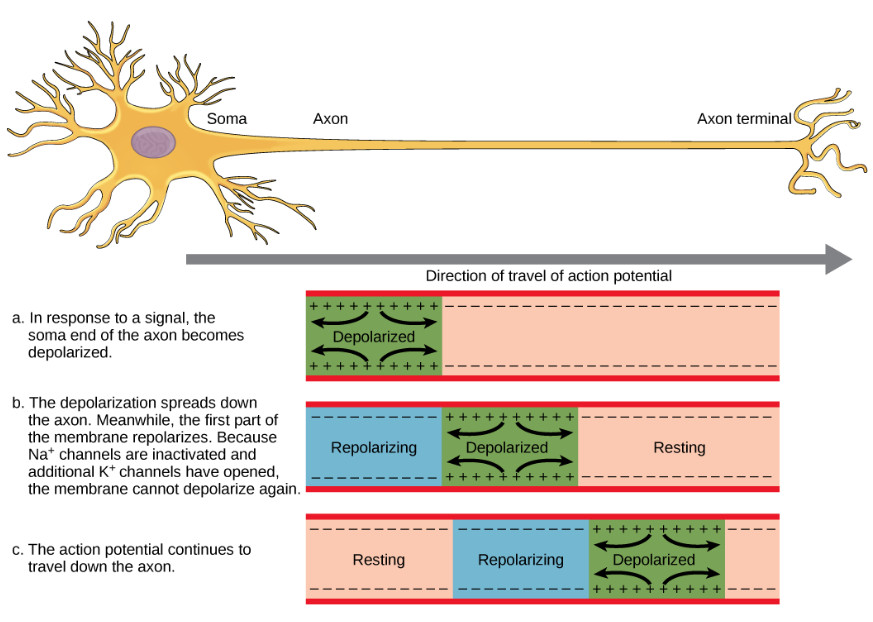 Soma
Axon
Axon terminal
Direction of travel of action potential
a. In response to a signal, the
soma end of the axon becomes
depolarized.
+ + + + + + + + + +
Depolarized
+ + + + + + + + + +
b. The depolarization spreads down
the axon. Meanwhile, the first part of
the membrane repolarizes. Because
Na⁺ channels are inactivated and
additional K⁺ channels have opened,
the membrane cannot depolarize again.
+ + + + + + + + + +
Repolarizing
Depolarized
Resting
+ + + + + + + + + +
c. The action potential continues to
travel down the axon.
+ + + + + + + + + +
Resting
Repolarizing
Depolarized
+ + + + + + + + + +